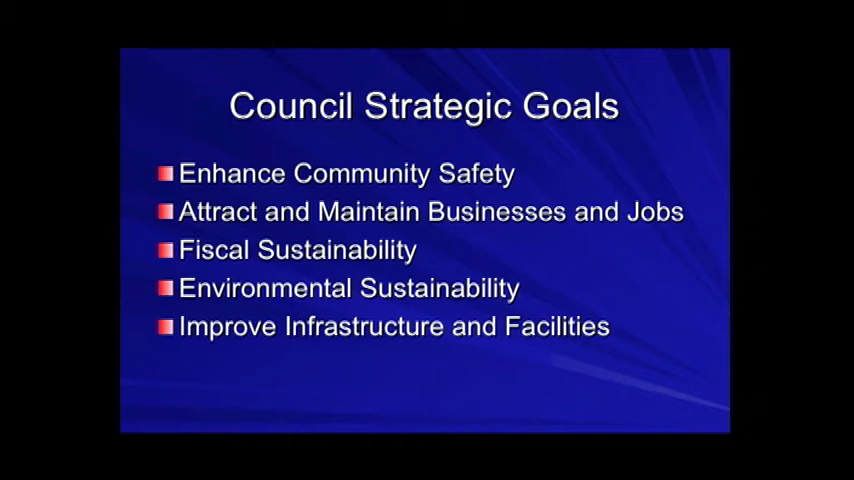 Council Strategic Goals
Enhance Community Safety
Attract and Maintain Businesses and Jobs
Fiscal Sustainability
Environmental Sustainability
Improve Infrastructure and Facilities